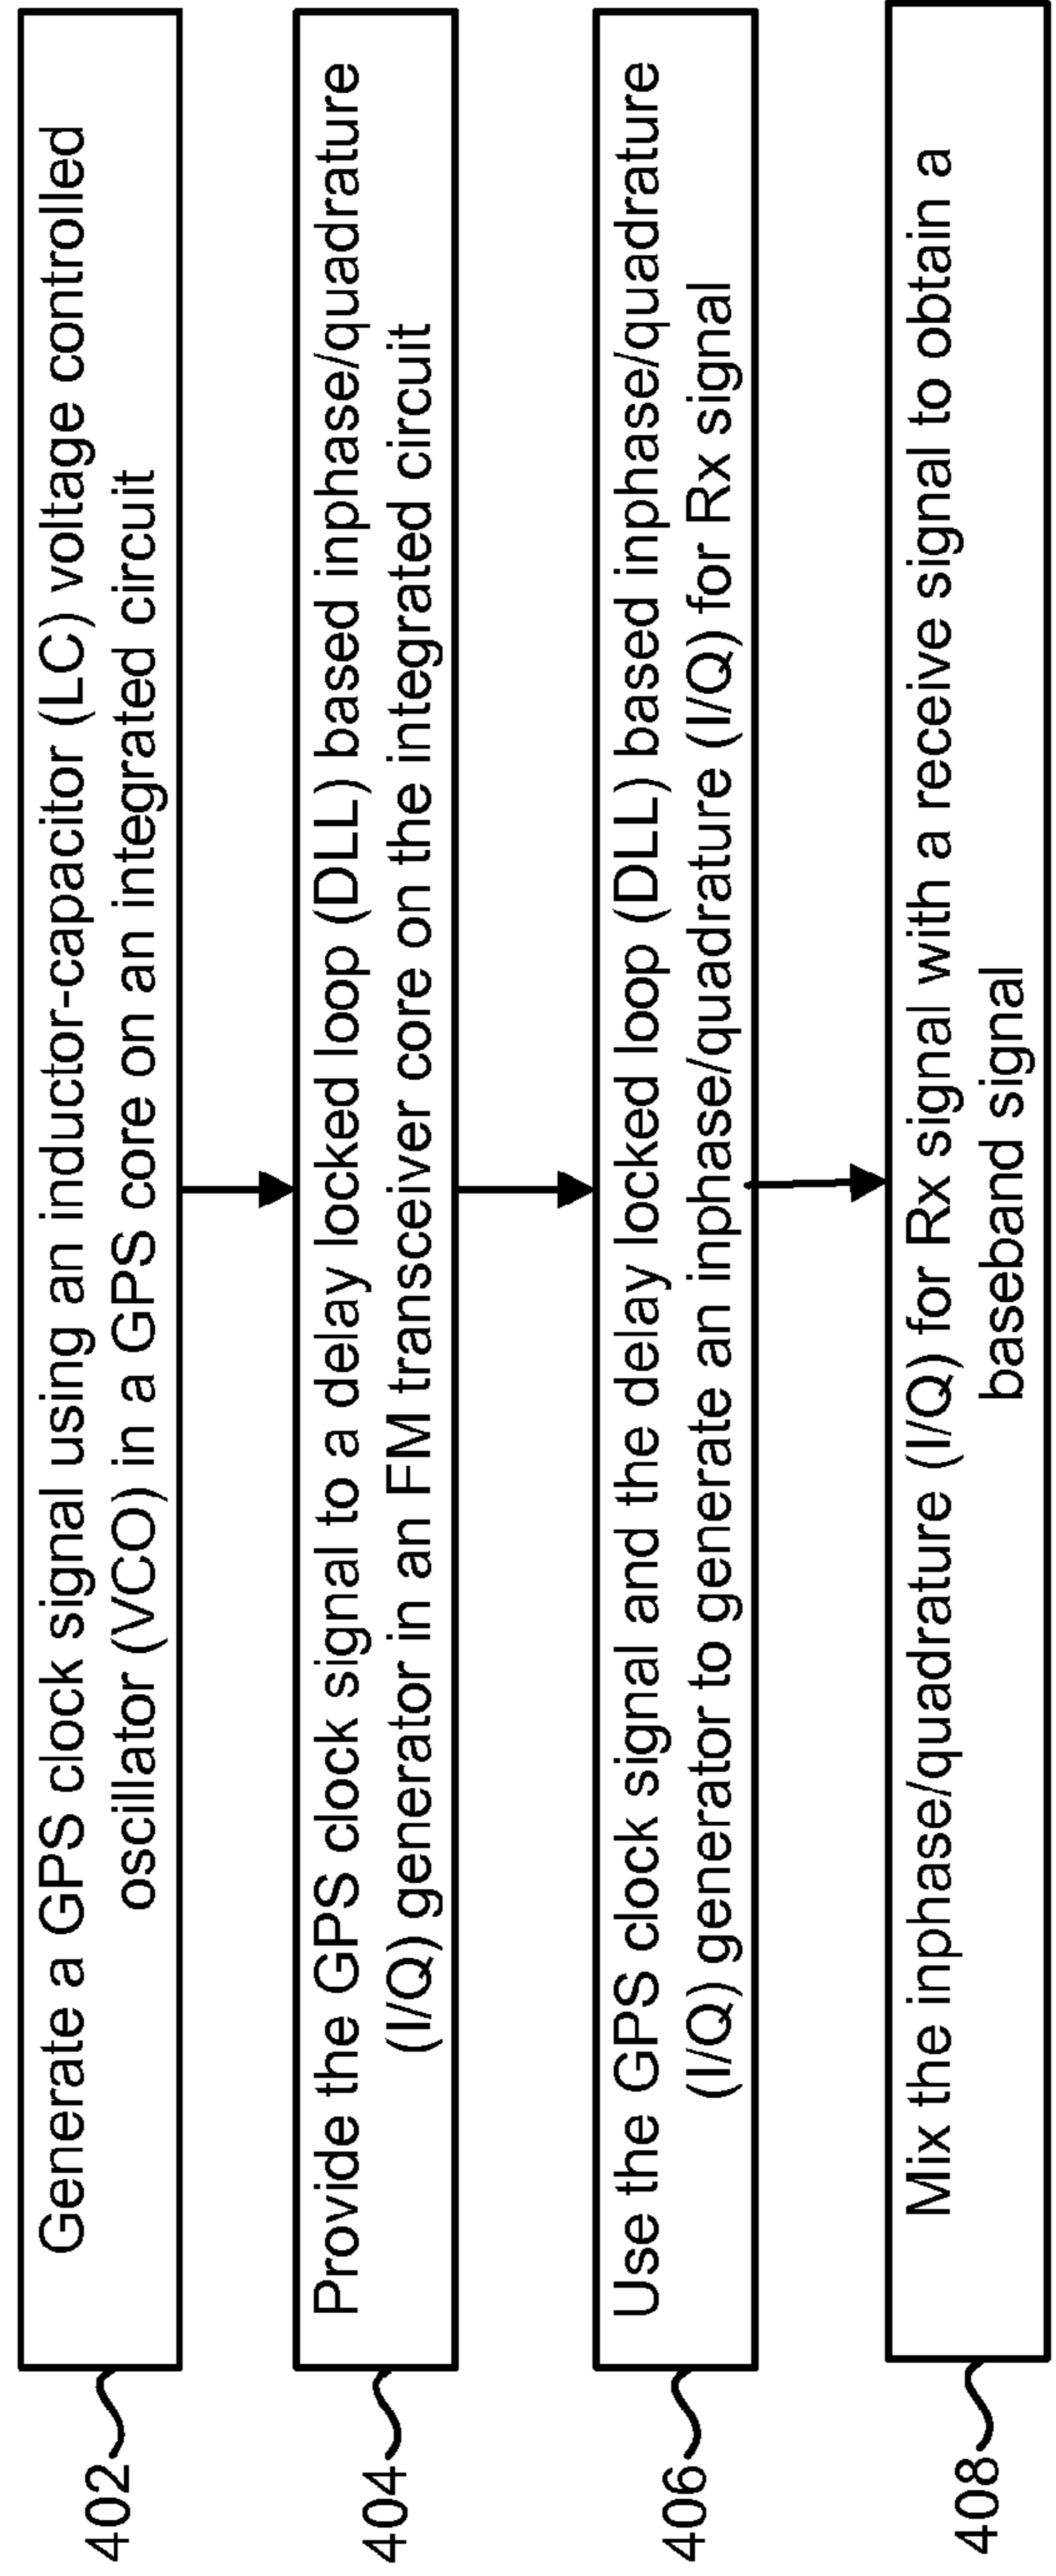 402
Generate a GPS clock signal using an inductor-capacitor (LC) voltage controlled
oscillator (VCO) in a GPS core on an integrated circuit
404
Provide the GPS clock signal to a delay locked loop (DLL) based inphase/quadrature
(I/Q) generator in an FM transceiver core on the integrated circuit
406
Use the GPS clock signal and the delay locked loop (DLL) based inphase/quadrature
(I/Q) generator to generate an inphase/quadrature (I/Q) for Rx signal
408
Mix the inphase/quadrature (I/Q) for Rx signal with a receive signal to obtain a
baseband signal